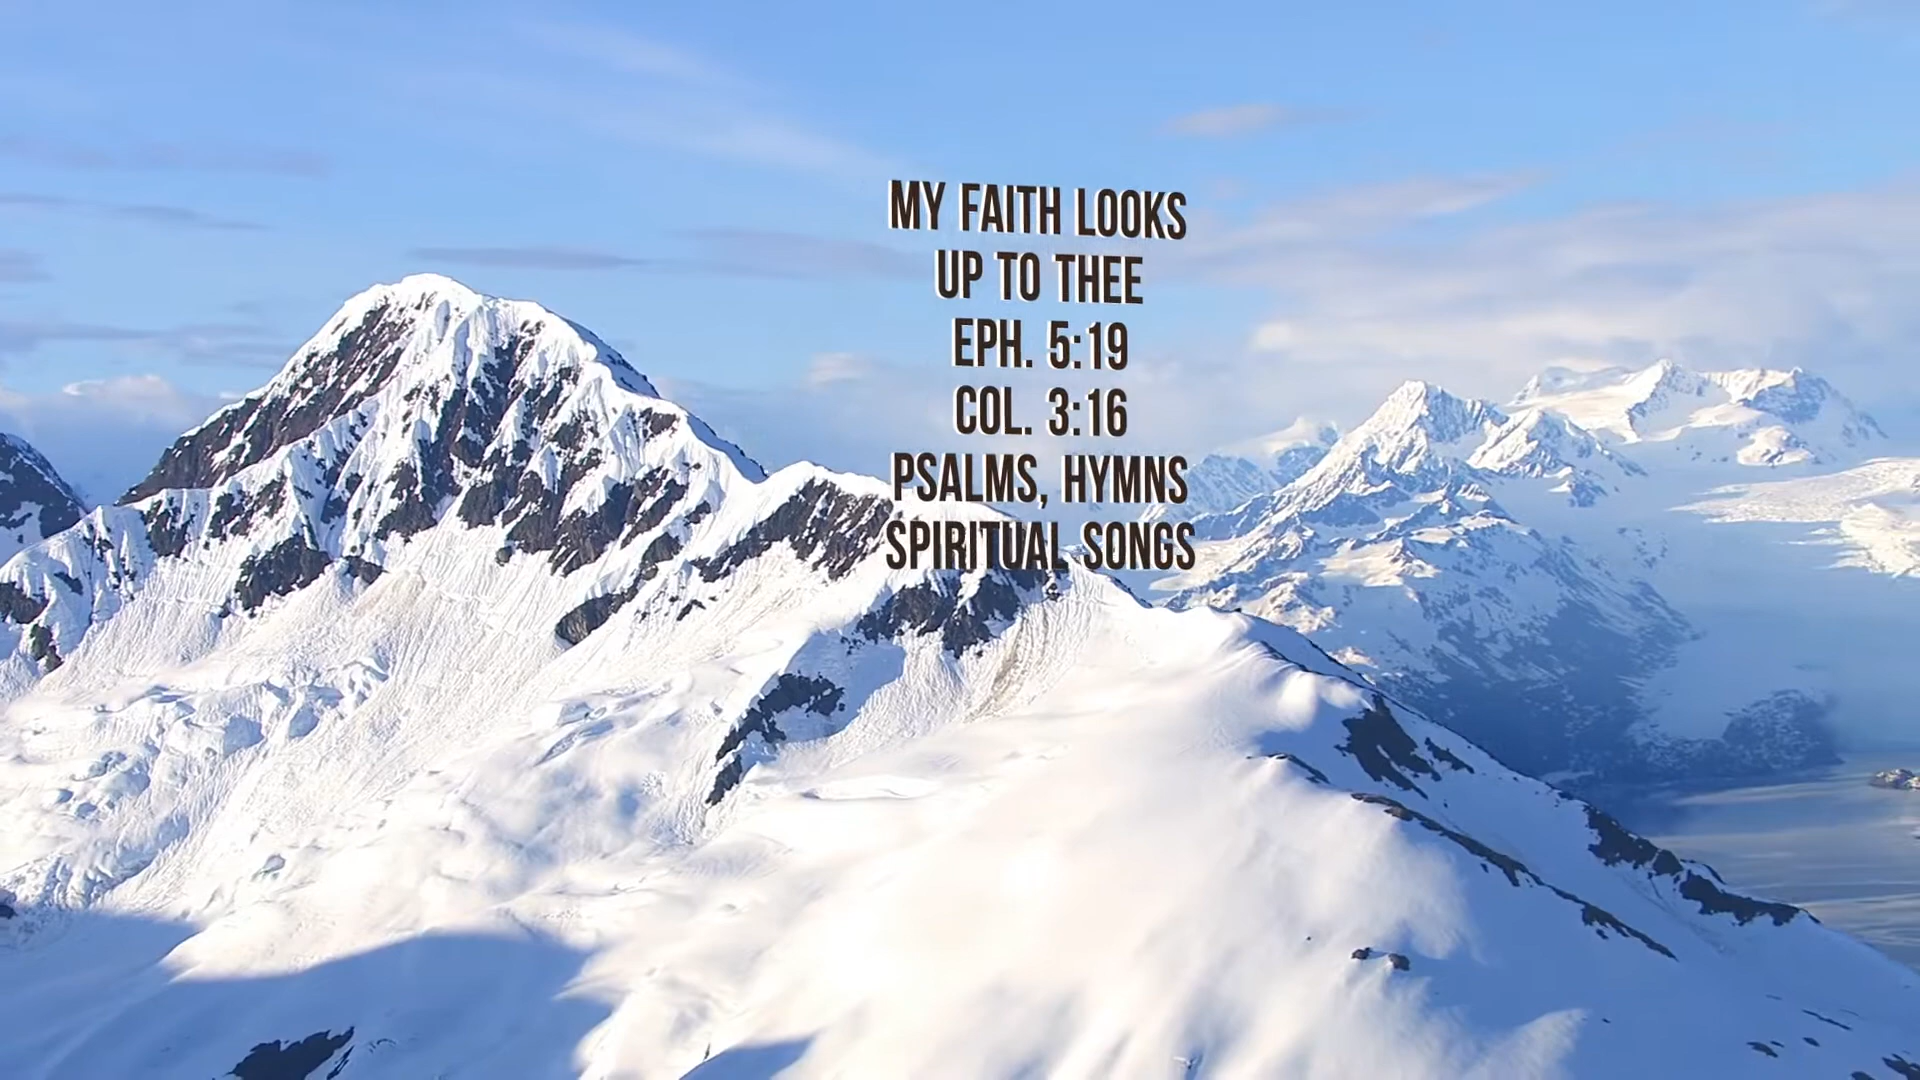 MY FAITH LOOKS
UP TO THEE
EPH. 5:19
COL. 3:16
PSALMS, HYMNS
SPIRITUAL SONGS